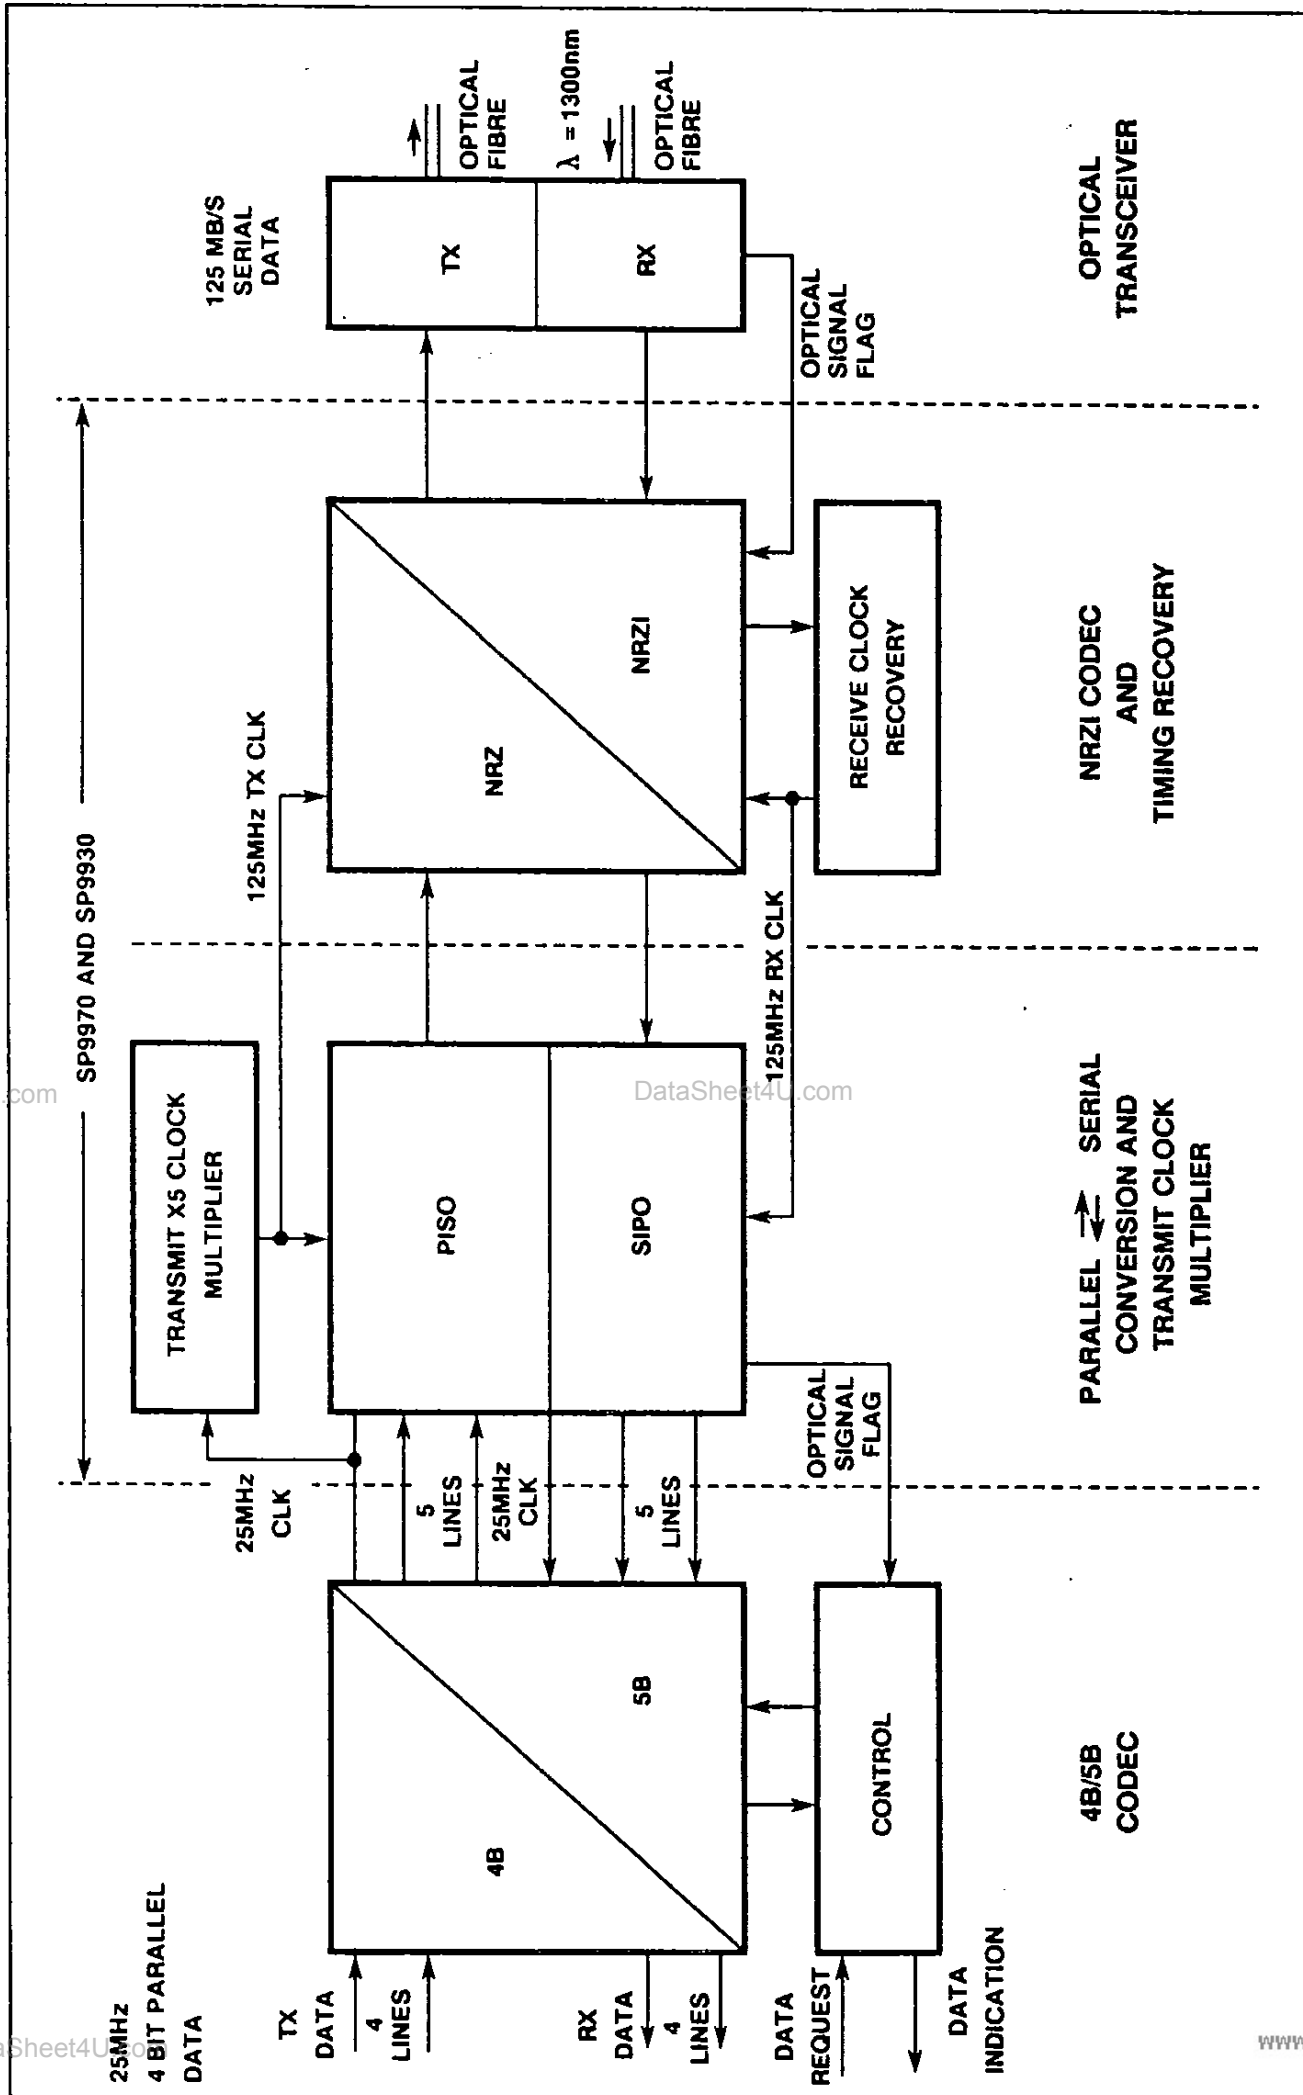 25MHz
4 BIT PARALLEL
DATA
TX
DATA
4
LINES
RX
DATA
4
LINES
DATA
REQUEST
DATA
INDICATION
4B
5B
CONTROL
4B/5B
CODEC
25MHz
CLK
5
LINES
25MHz
CLK
5
LINES
OPTICAL
SIGNAL
FLAG
SP9970 AND SP9930
TRANSMIT X5 CLOCK
MULTIPLIER
PISO
SIPO
PARALLEL ⇄ SERIAL
CONVERSION AND
TRANSMIT CLOCK
MULTIPLIER
125MHz TX CLK
125MHz RX CLK
NRZ
NRZI
RECEIVE CLOCK
RECOVERY
NRZI CODEC
AND
TIMING RECOVERY
125 MB/S
SERIAL
DATA
TX
RX
OPTICAL
FIBRE
λ = 1300nm
OPTICAL
FIBRE
OPTICAL
SIGNAL
FLAG
OPTICAL
TRANSCEIVER
.com
DataSheet4U.com
aSheet4U.com
www